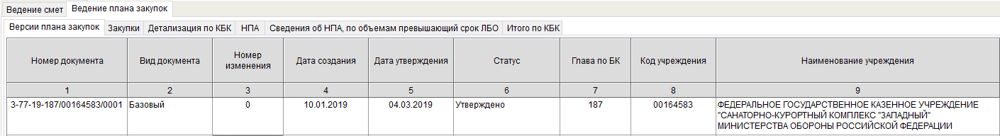 Ведение смет Ведение плана закупок
Версии плана закупок Закупки Детализация по КБК НПА Сведения об НПА, по объемам превышающий срок ЛБО Итого по КБК
Номер документа Вид документа Номер изменения Дата создания Дата утверждения Статус Глава по БК Код учреждения Наименование учреждения
1 2 3 4 5 6 7 8 9
3-77-19-187/00164583/0001 Базовый 0 10.01.2019 04.03.2019 Утверждено 187 00164583 ФЕДЕРАЛЬНОЕ ГОСУДАРСТВЕННОЕ КАЗЕННОЕ УЧРЕЖДЕНИЕ
"САНАТОРНО-КУРОРТНЫЙ КОМПЛЕКС "ЗАПАДНЫЙ"
МИНИСТЕРСТВА ОБОРОНЫ РОССИЙСКОЙ ФЕДЕРАЦИИ